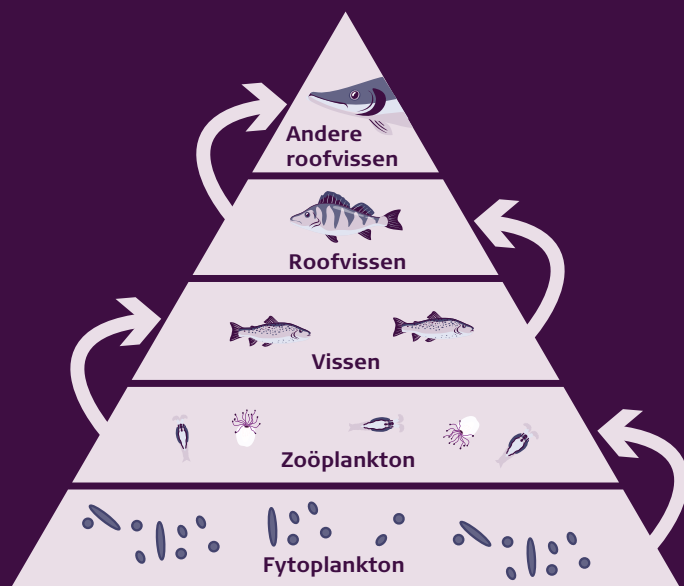 Andere
roofvissen
Roofvissen
Vissen
Zoöplankton
Fytoplankton